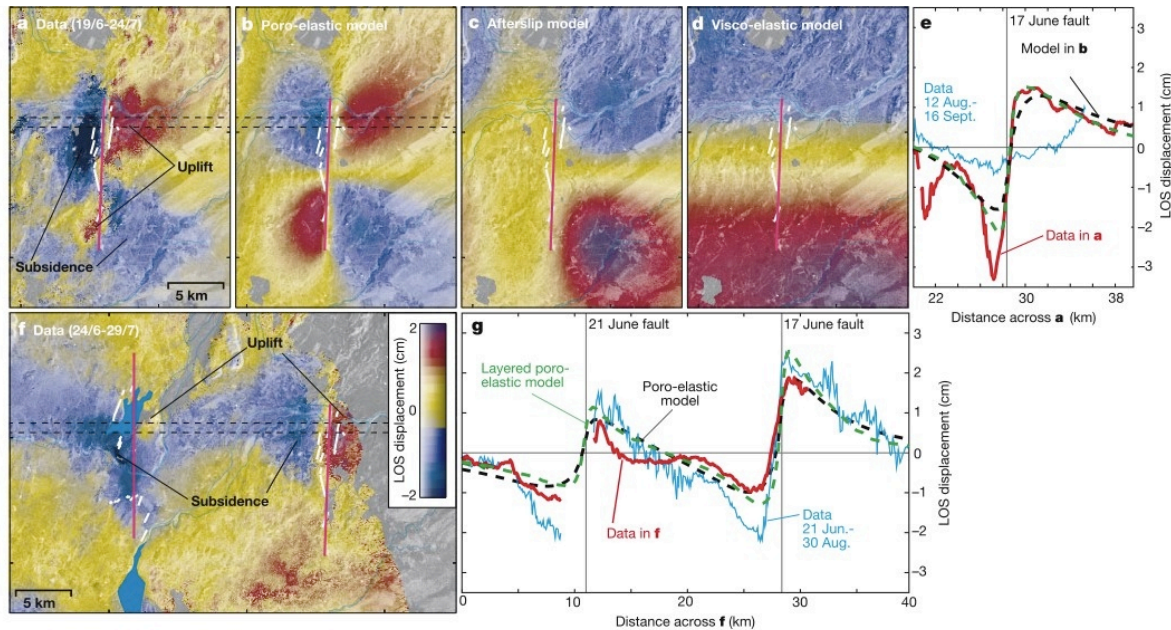 a Data (19/6-24/7)
b Poro-elastic model
c Afterslip model
d Visco-elastic model
e
17 June fault
Model in b
Data
12 Aug.-
16 Sept.
Data in a
LOS displacement (cm)
3
2
1
0
–1
–2
–3
22
30
38
Distance across a (km)
Uplift
Subsidence
5 km
f Data (24/6-29/7)
Uplift
Subsidence
5 km
2
LOS displacement (cm)
–2
g
21 June fault
17 June fault
Layered poro-
elastic model
Poro-elastic
model
Data in f
Data
21 Jun.-
30 Aug.
LOS displacement (cm)
3
2
1
0
–1
–2
–3
0
10
20
30
40
Distance across f (km)